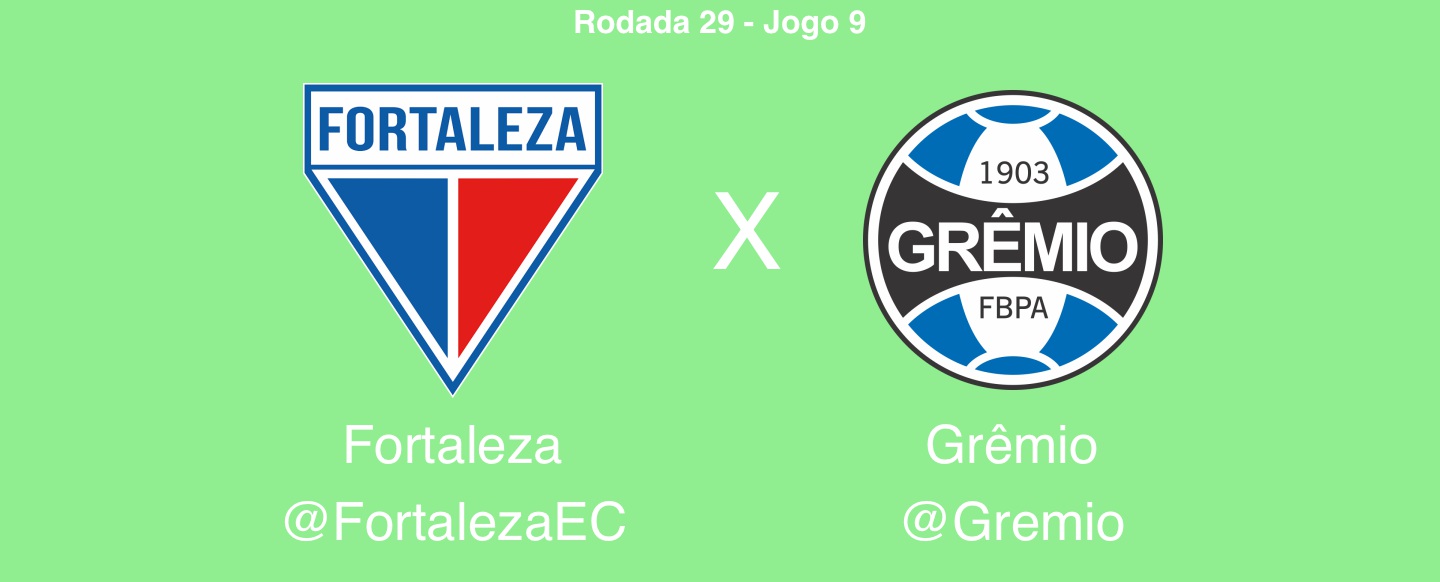 Rodada 29 - Jogo 9
FORTALEZA
X
1903
GRÊMIO
FBPA
Fortaleza
Grêmio
@FortalezaEC
@Gremio